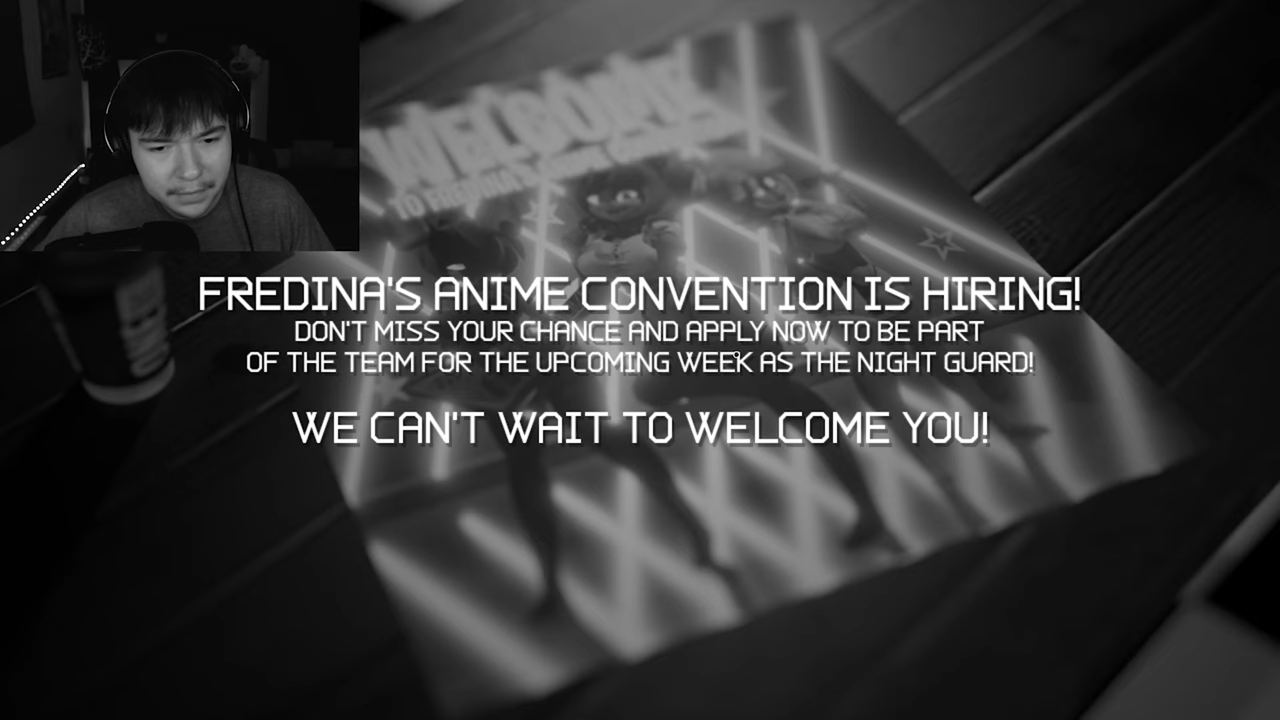 WELCOME
FREDINA'S ANIME CONVENTION IS HIRING!
DON'T MISS YOUR CHANCE AND APPLY NOW TO BE PART
OF THE TEAM FOR THE UPCOMING WEEK AS THE NIGHT GUARD!
WE CAN'T WAIT TO WELCOME YOU!